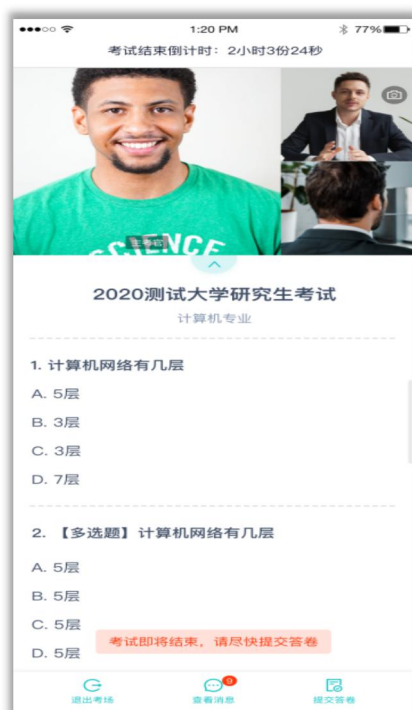 1:20 PM
77%
考试结束倒计时：2小时3份24秒
SCIENCE
主考官
2020测试大学研究生考试
计算机专业
1. 计算机网络有几层
A. 5层
B. 3层
C. 3层
D. 7层
2. 【多选题】计算机网络有几层
A. 5层
B. 5层
C. 5层
D. 5层
考试即将结束，请尽快提交答卷
9
退出考场
查看消息
提交答卷